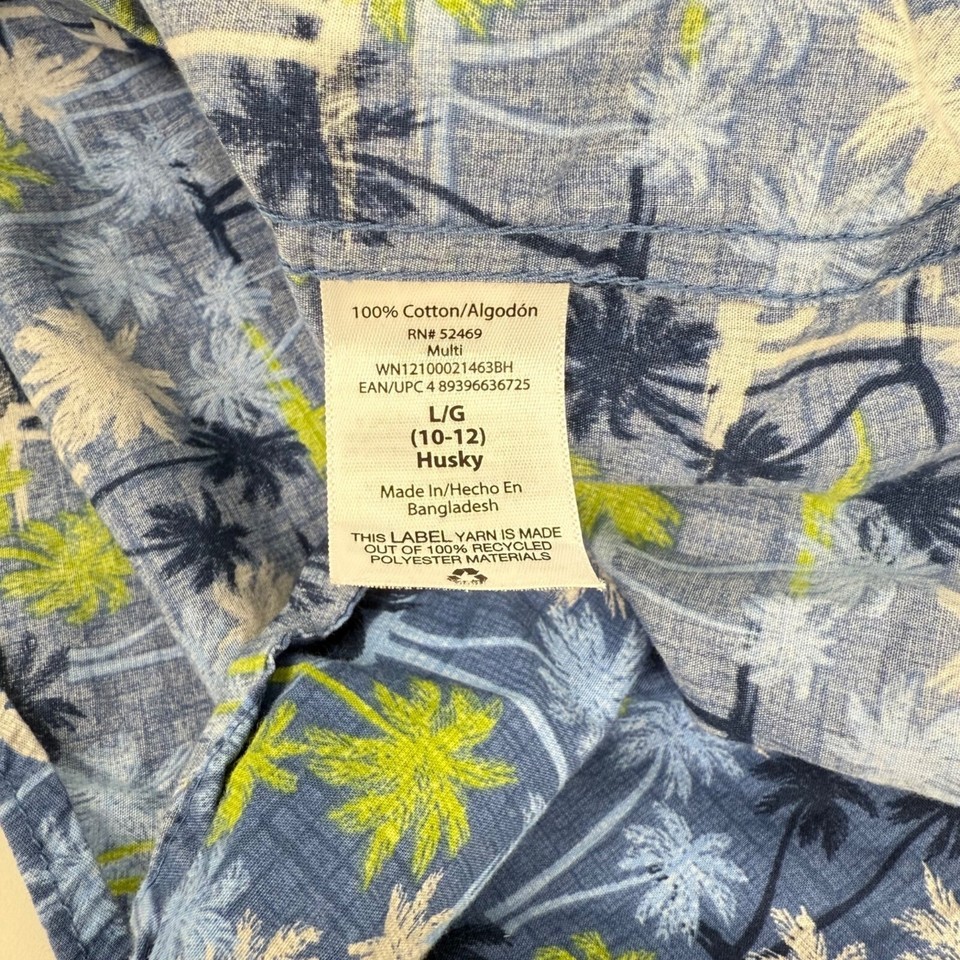 100% Cotton/Algodón
RN# 52469
Multi
WN12100021463BH
EAN/UPC 4 89396636725
L/G
(10-12)
Husky
Made In/Hecho En
Bangladesh
THIS LABEL YARN IS MADE
OUT OF 100% RECYCLED
POLYESTER MATERIALS